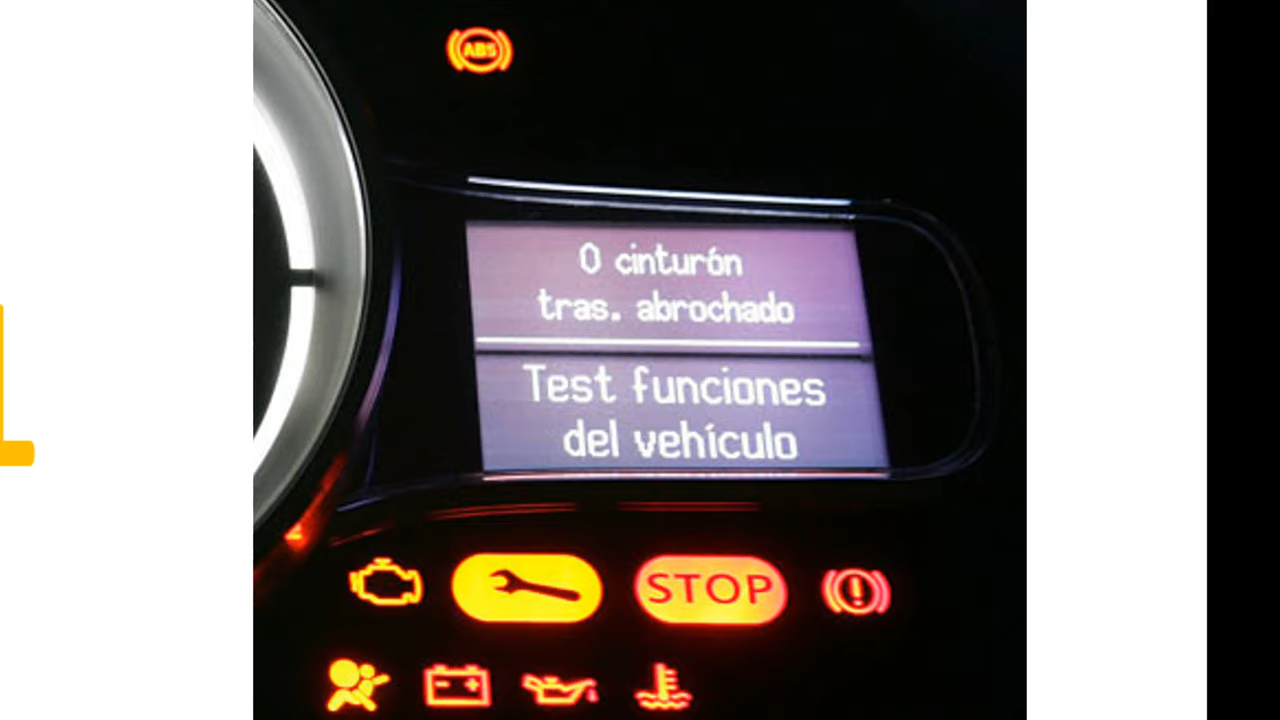 ABS
0 cinturón
tras. abrochado
Test funciones
del vehículo
STOP